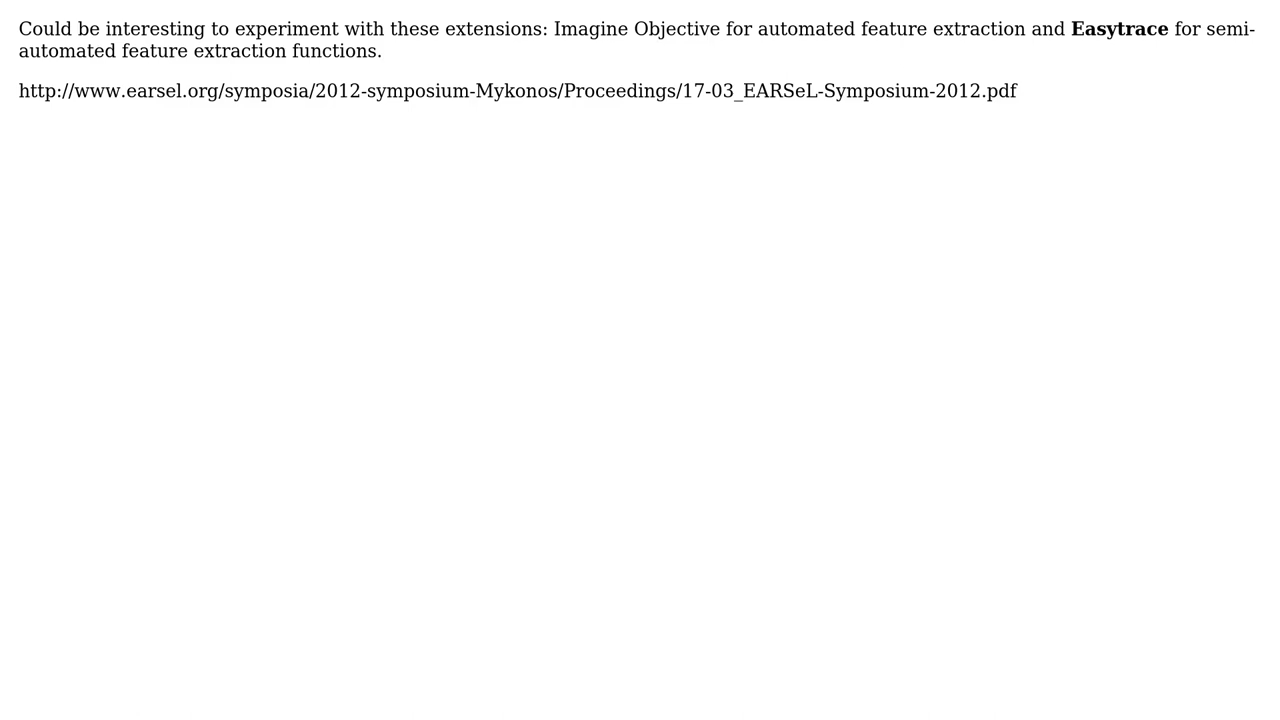 Could be interesting to experiment with these extensions: Imagine Objective for automated feature extraction and Easytrace for semi-
automated feature extraction functions.
http://www.earsel.org/symposia/2012-symposium-Mykonos/Proceedings/17-03_EARSeL-Symposium-2012.pdf